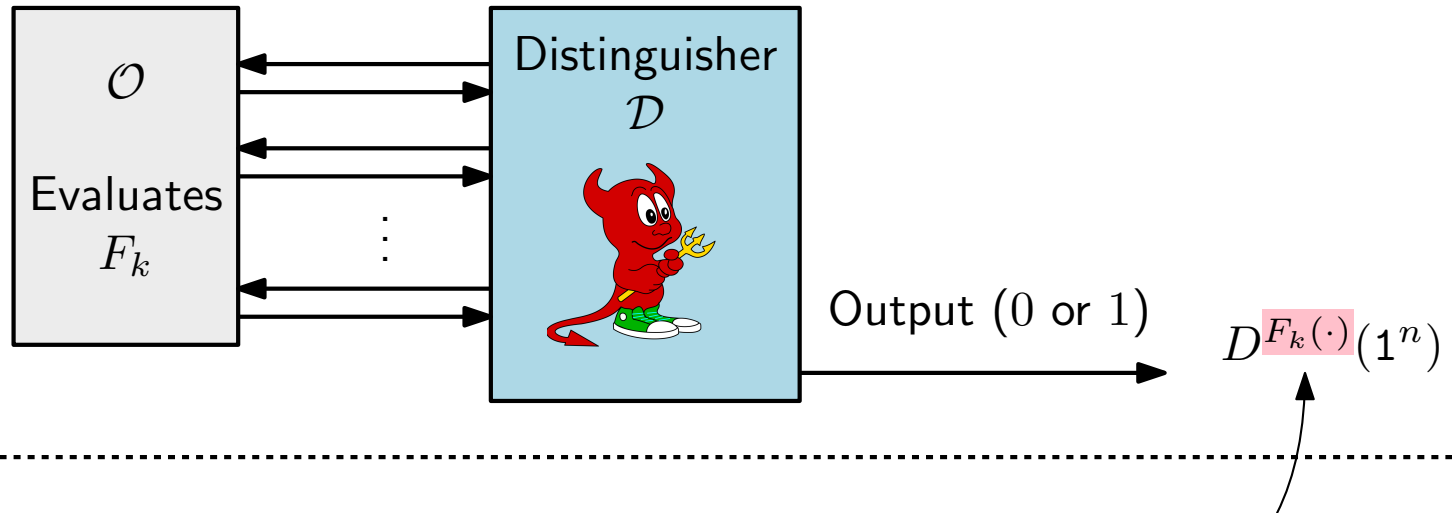 𝒪
Evaluates
F_k
⋮
Distinguisher
𝒟
Output (0 or 1)
D^{F_k(·)}(1^n)